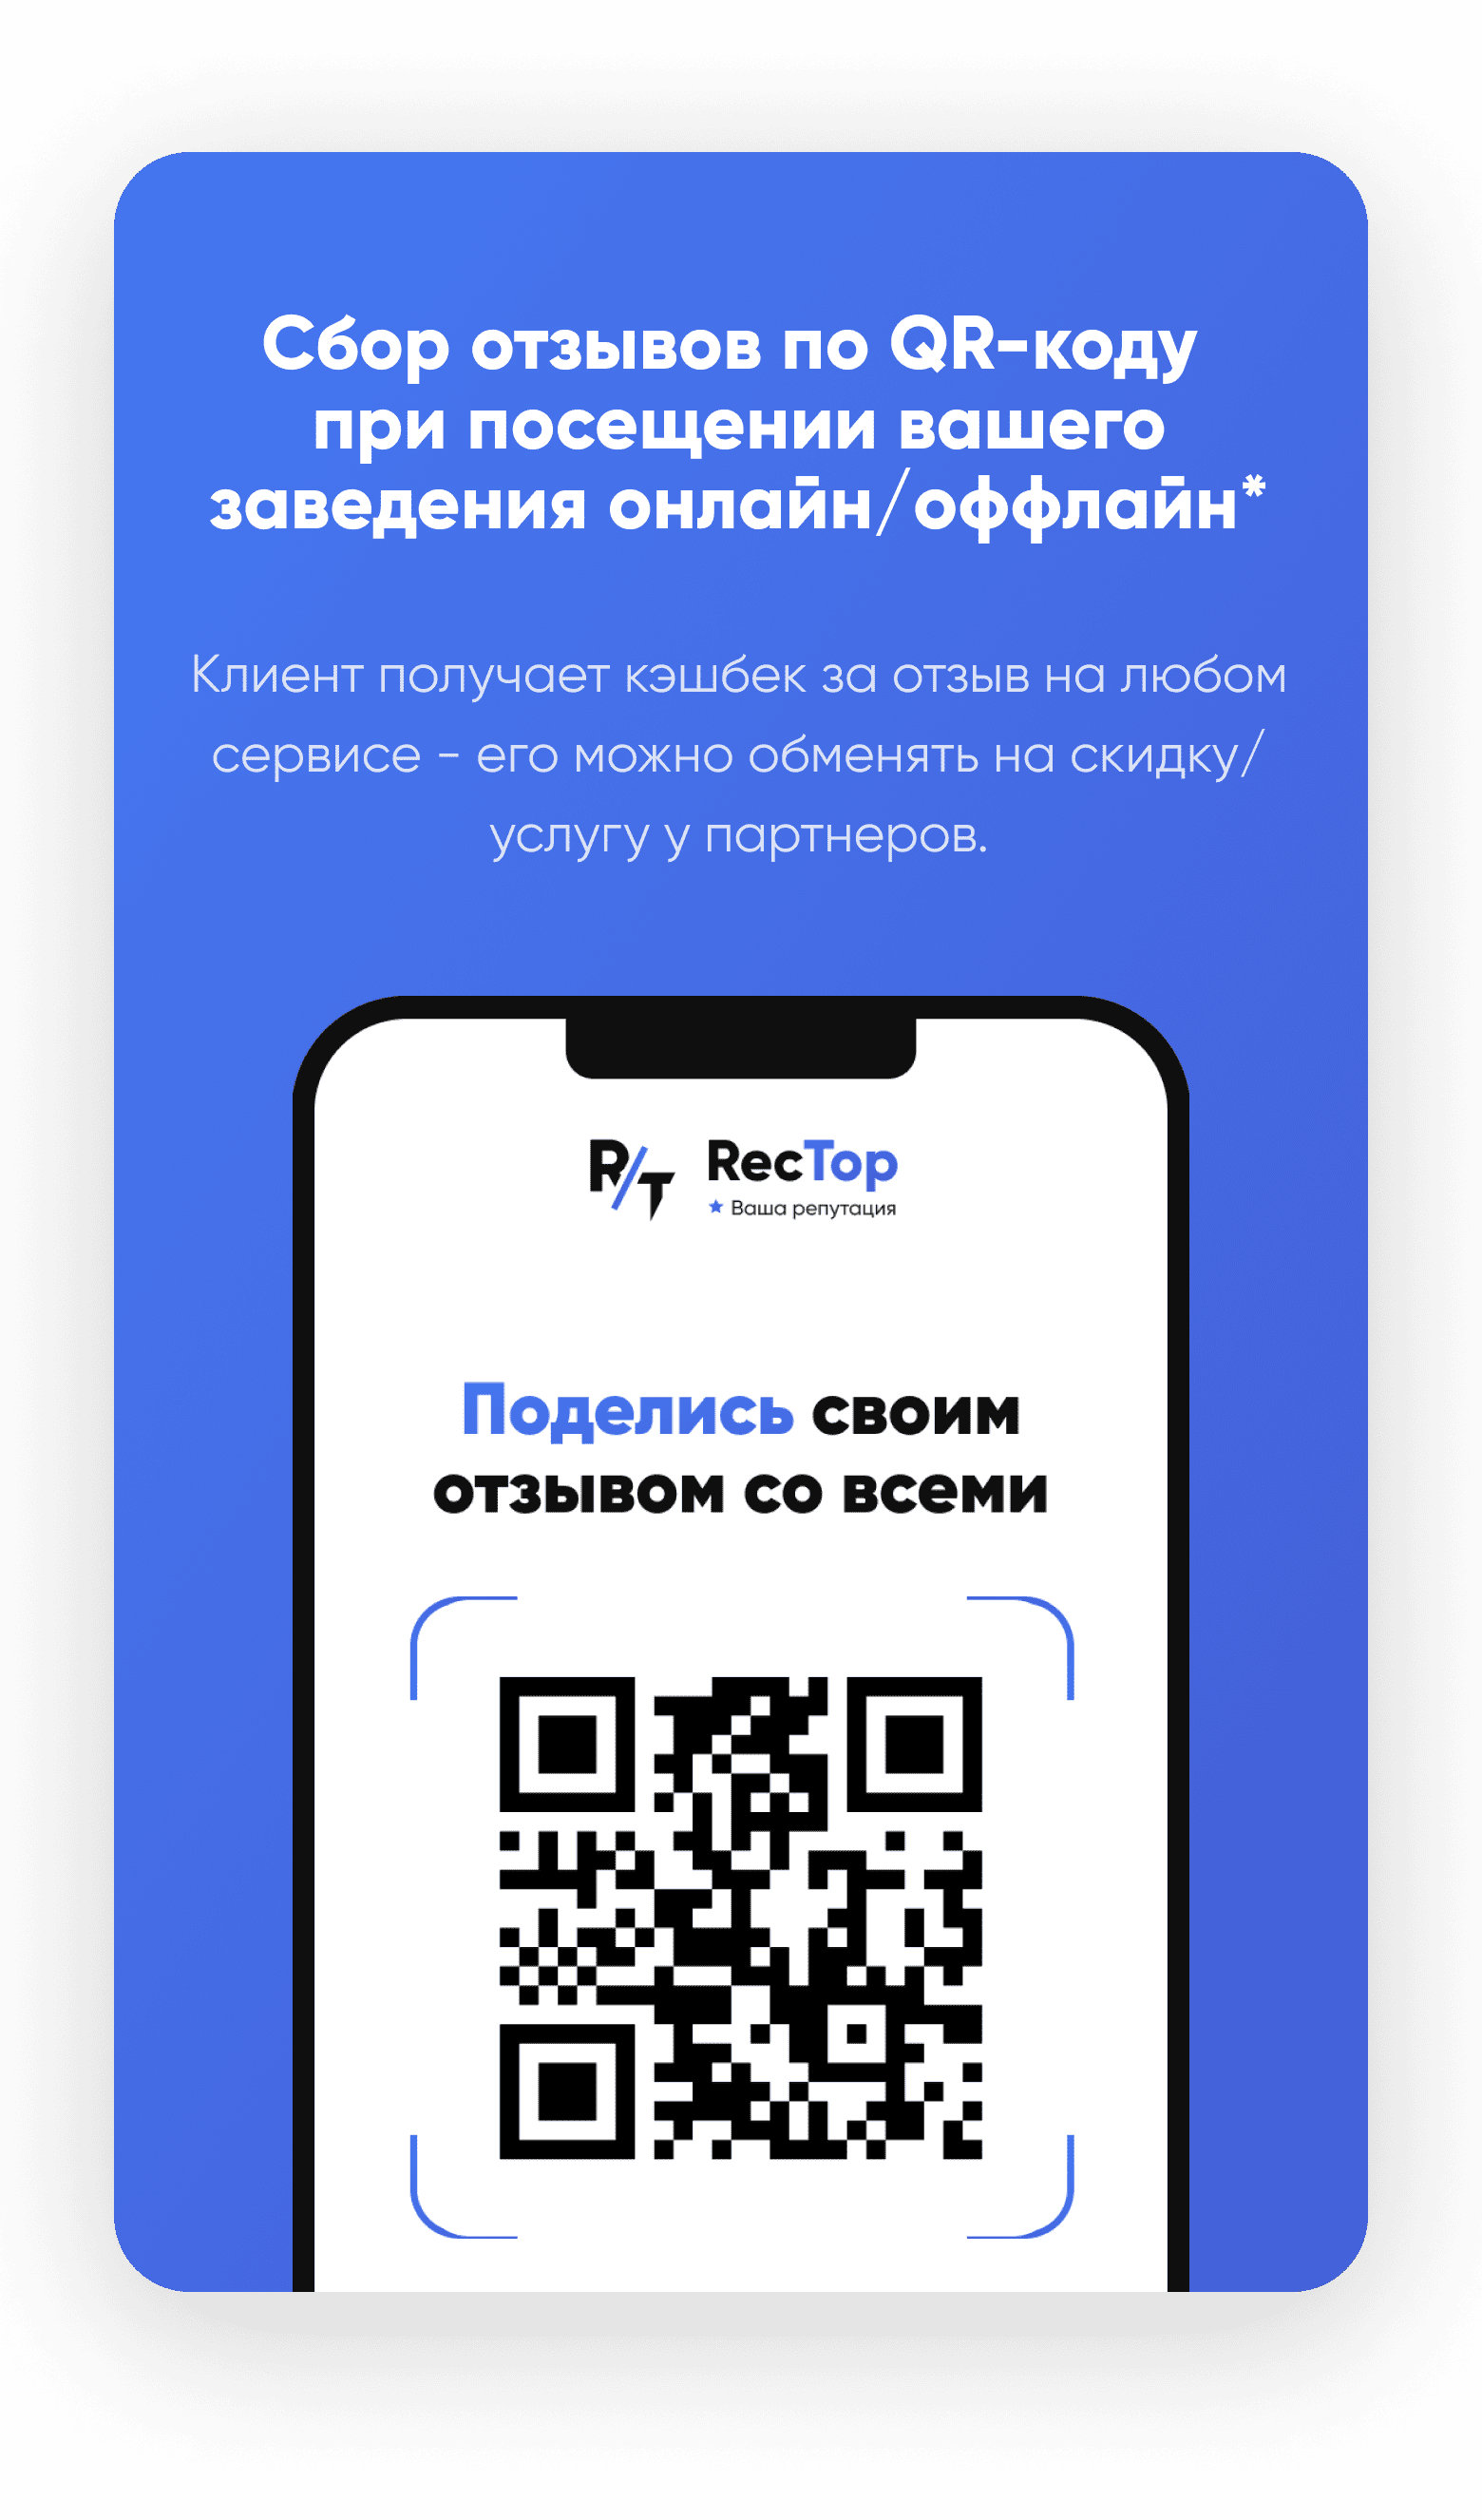 Сбор отзывов по QR-коду
при посещении вашего
заведения онлайн/оффлайн*
Клиент получает кэшбек за отзыв на любом
сервисе - его можно обменять на скидку/
услугу у партнеров.
R/T RecTop
Ваша репутация
Поделись своим
отзывом со всеми